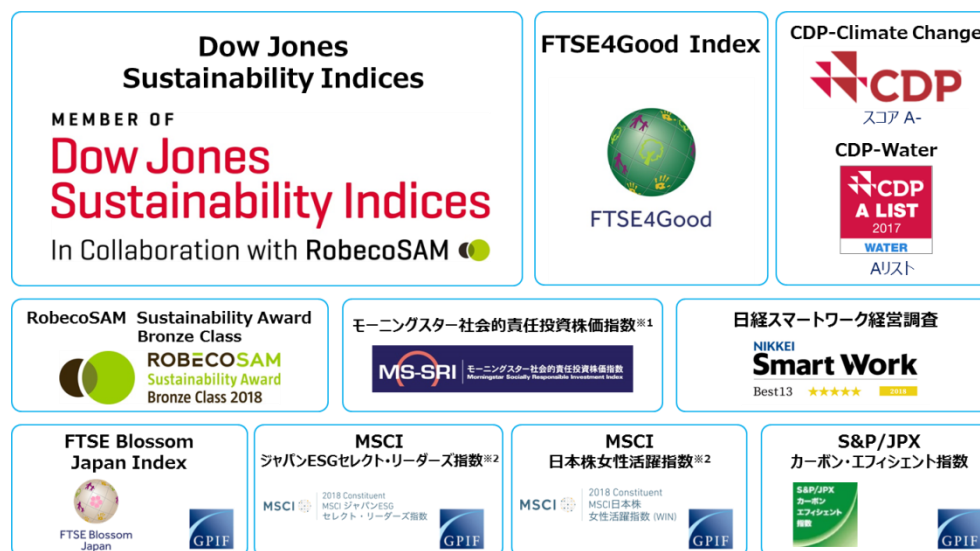 Dow Jones
Sustainability Indices
MEMBER OF
Dow Jones
Sustainability Indices
In Collaboration with RobecoSAM
FTSE4Good Index
FTSE4Good
CDP-Climate Change
CDP
スコア A-
CDP-Water
CDP
A LIST
2017
WATER
Aリスト
RobecoSAM Sustainability Award
Bronze Class
ROBECOSAM
Sustainability Award
Bronze Class 2018
モーニングスター社会的責任投資株価指数※1
MS-SRI
モーニングスター社会的責任投資株価指数
Morningstar Socially Responsible Investment Index
日経スマートワーク経営調査
NIKKEI
Smart Work
Best13 ★★★★★ 2018
FTSE Blossom
Japan Index
FTSE Blossom
Japan
GPIF
MSCI
ジャパンESGセレクト・リーダーズ指数※2
MSCI
2018 Constituent
MSCI ジャパンESG
セレクト・リーダーズ指数
GPIF
MSCI
日本株女性活躍指数※2
MSCI
2018 Constituent
MSCI日本株
女性活躍指数 (WIN)
GPIF
S&P/JPX
カーボン・エフィシェント指数
S&P/JPX
カーボン
エフィシェント
指数
GPIF